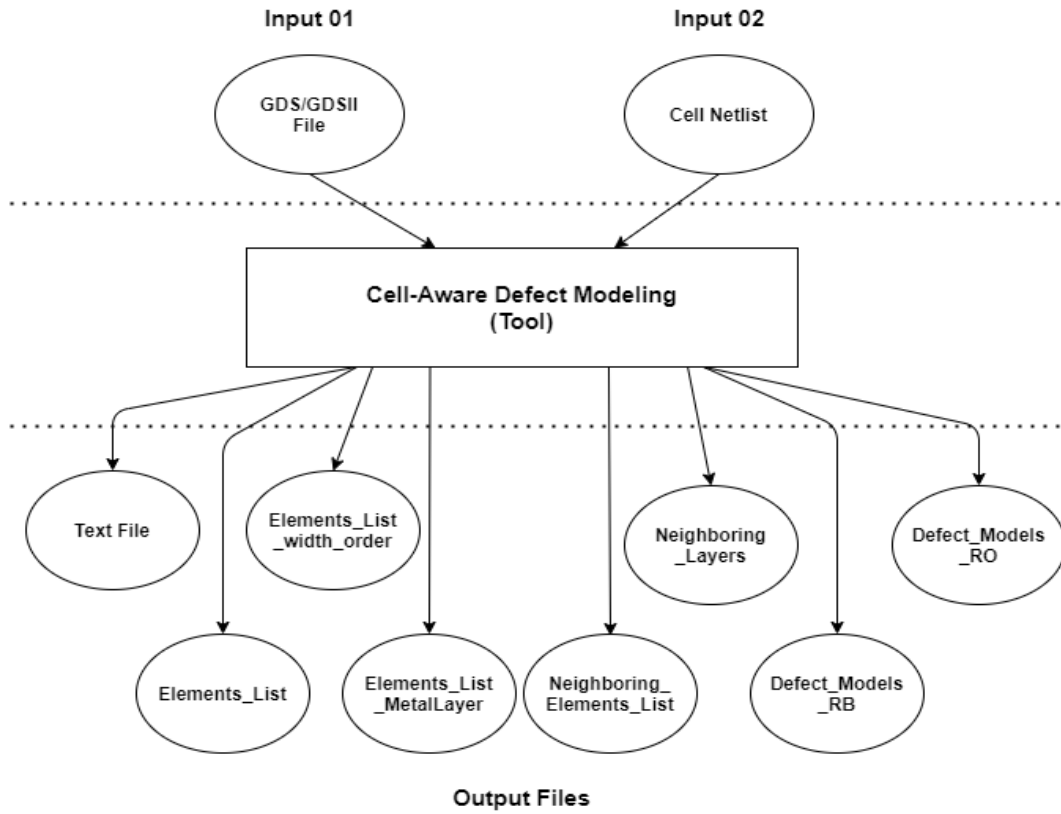 Input 01
Input 02
GDS/GDSII
File
Cell Netlist
Cell-Aware Defect Modeling
(Tool)
Text File
Elements_List
_width_order
Neighboring
_Layers
Defect_Models
_RO
Elements_List
Elements_List
_MetalLayer
Neighboring_
Elements_List
Defect_Models
_RB
Output Files